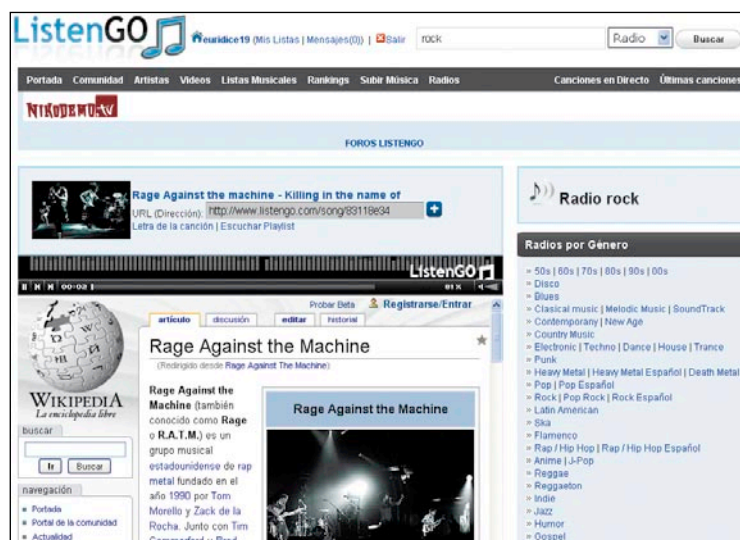 ListenGO
euridice19 (Mis Listas | Mensajes(0)) | Salir
rock
Radio
Buscar
Portada Comunidad Artistas Videos Listas Musicales Rankings Subir Música Radios Canciones en Directo Últimas canciones
NIKODEMO TV
FOROS LISTENGO
Rage Against the machine - Killing in the name of
URL (Dirección): http://www.listengo.com/song/83118e34
Letra de la canción | Escuchar Playlist
ListenGO
00:02
Probar Beta Registrarse/Entrar
artículo discusión editar historial
Rage Against the Machine
(Redirigido desde Rage Against The Machine)
WIKIPEDIA
La enciclopedia libre
buscar
Ir Buscar
navegación
Portada
Portal de la comunidad
Actualidad
Rage Against the
Machine (también
conocido como Rage
o R.A.T.M.) es un
grupo musical
estadounidense de rap
metal fundado en el
año 1990 por Tom
Morello y Zack de la
Rocha. Junto con Tim
Rage Against the Machine
Radio rock
Radios por Género
» 50s | 60s | 70s | 80s | 90s | 00s
» Disco
» Blues
» Clasical music | Melodic Music | SoundTrack
» Contemporany | New Age
» Country Music
» Electronic | Techno | Dance | House | Trance
» Punk
» Heavy Metal | Heavy Metal Español | Death Metal
» Pop | Pop Español
» Rock | Pop Rock | Rock Español
» Latin American
» Ska
» Flamenco
» Rap / Hip Hop | Rap / Hip Hop Español
» Anime | J-Pop
» Reggae
» Reggaeton
» Indie
» Jazz
» Humor
» Gospel